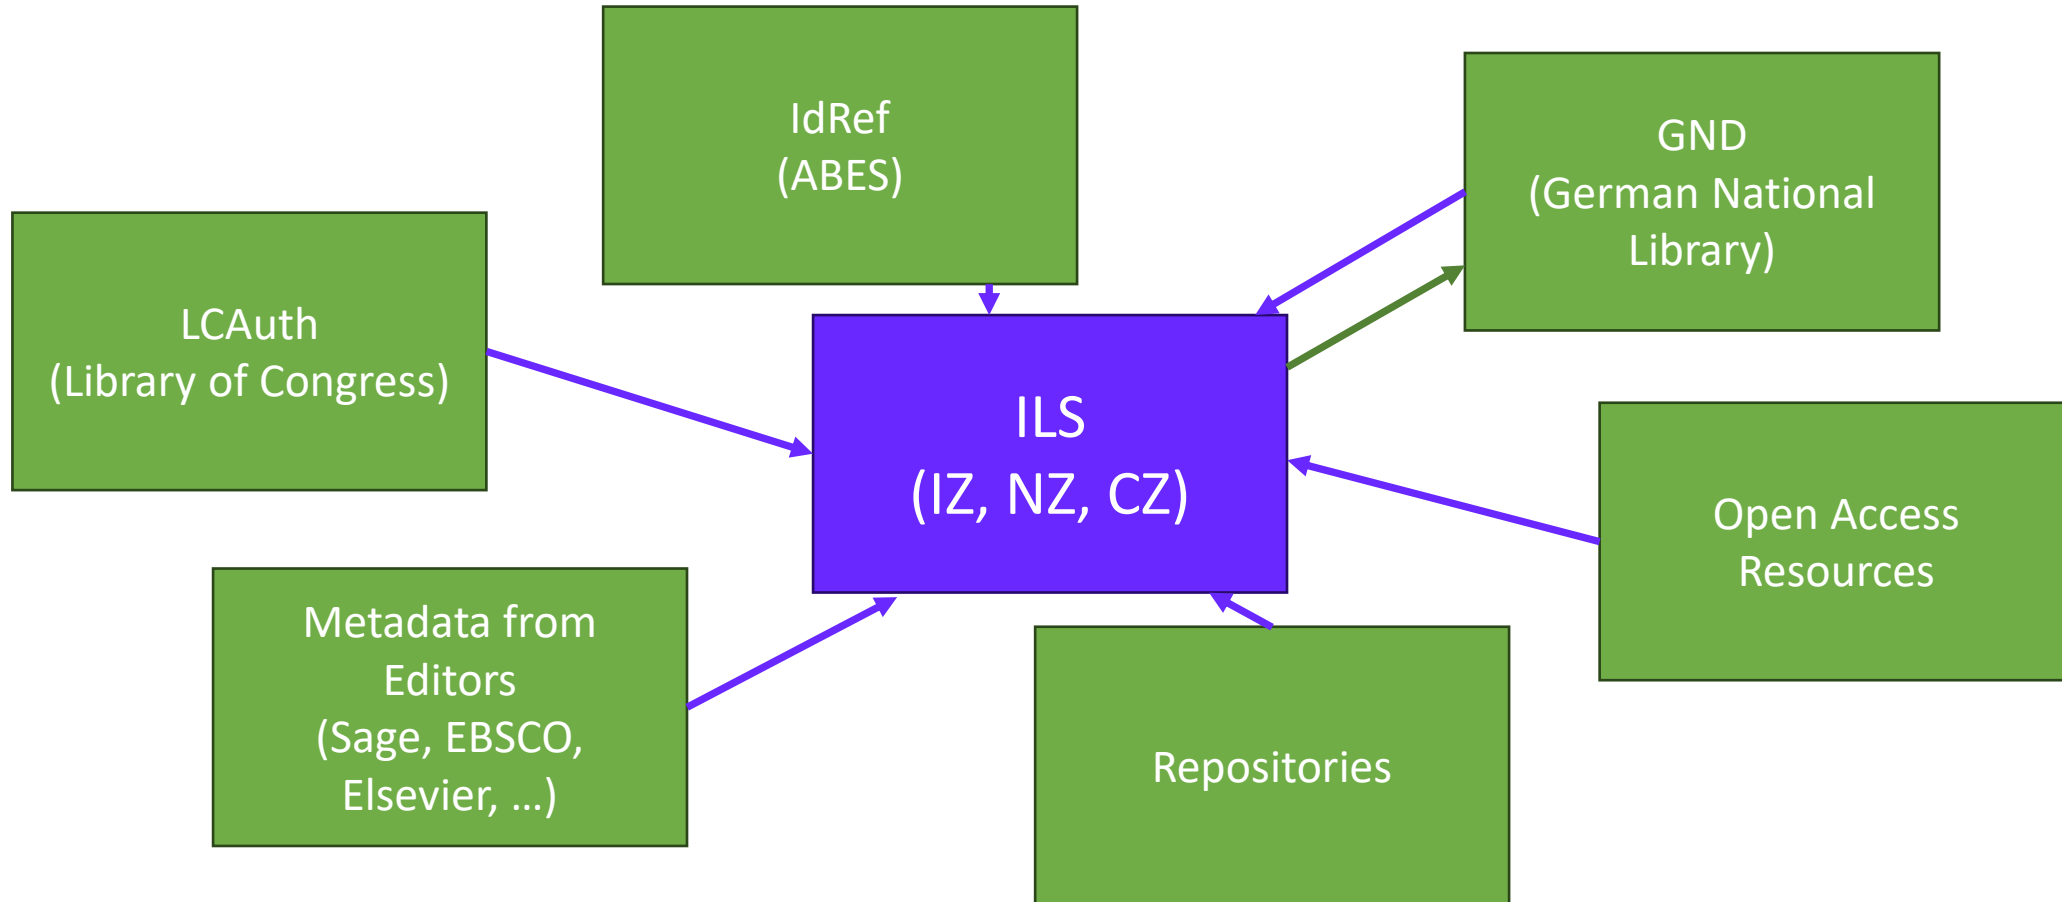 IdRef
(ABES)
GND
(German National
Library)
LCAuth
(Library of Congress)
ILS
(IZ, NZ, CZ)
Open Access
Resources
Metadata from
Editors
(Sage, EBSCO,
Elsevier, …)
Repositories